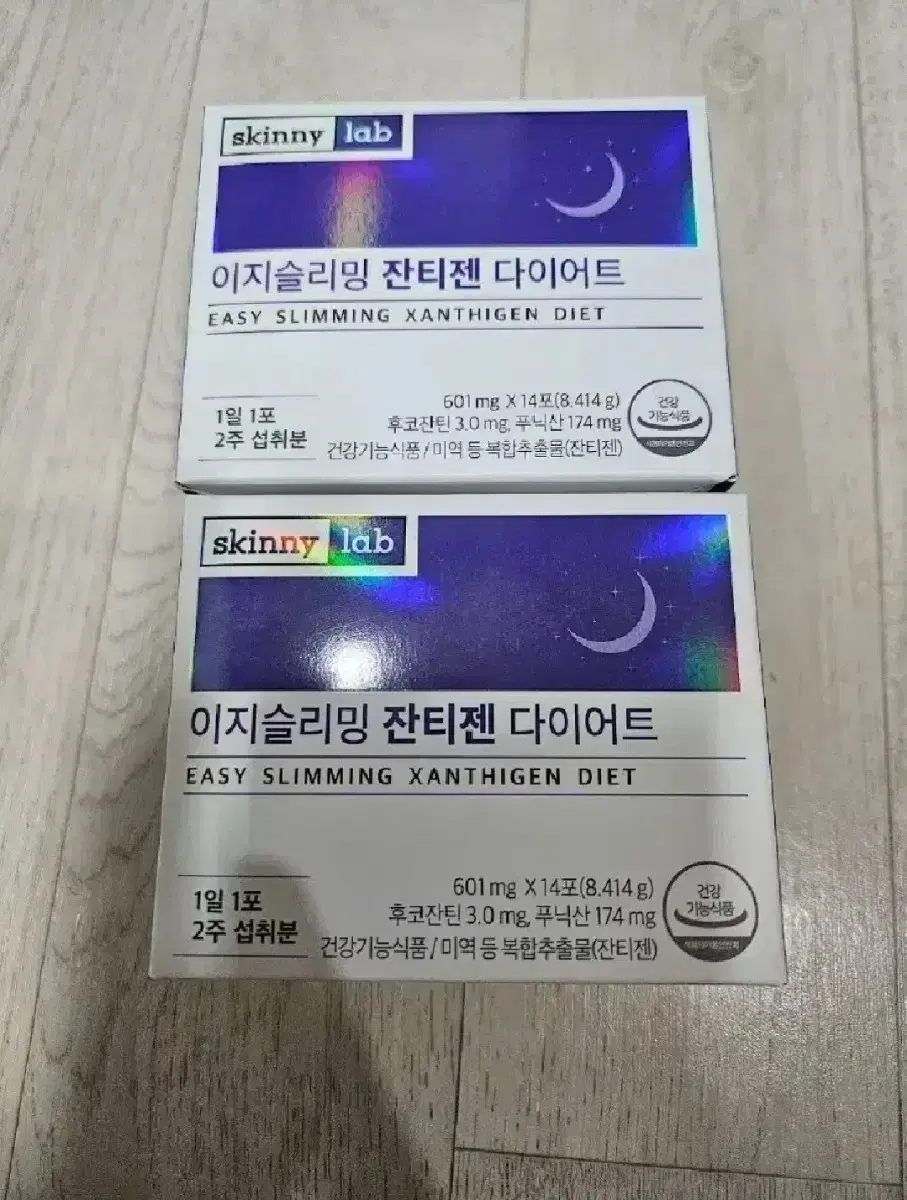 skinny lab
이지슬리밍 잔티젠 다이어트
EASY SLIMMING XANTHIGEN DIET
1일 1포
2주 섭취분
601 mg X 14포(8.414 g)
후코잔틴 3.0 mg, 푸닉산 174 mg
건강기능식품 / 미역 등 복합추출물(잔티젠)
건강
기능식품
skinny lab
이지슬리밍 잔티젠 다이어트
EASY SLIMMING XANTHIGEN DIET
1일 1포
2주 섭취분
601 mg X 14포(8.414 g)
후코잔틴 3.0 mg, 푸닉산 174 mg
건강기능식품 / 미역 등 복합추출물(잔티젠)
건강
기능식품